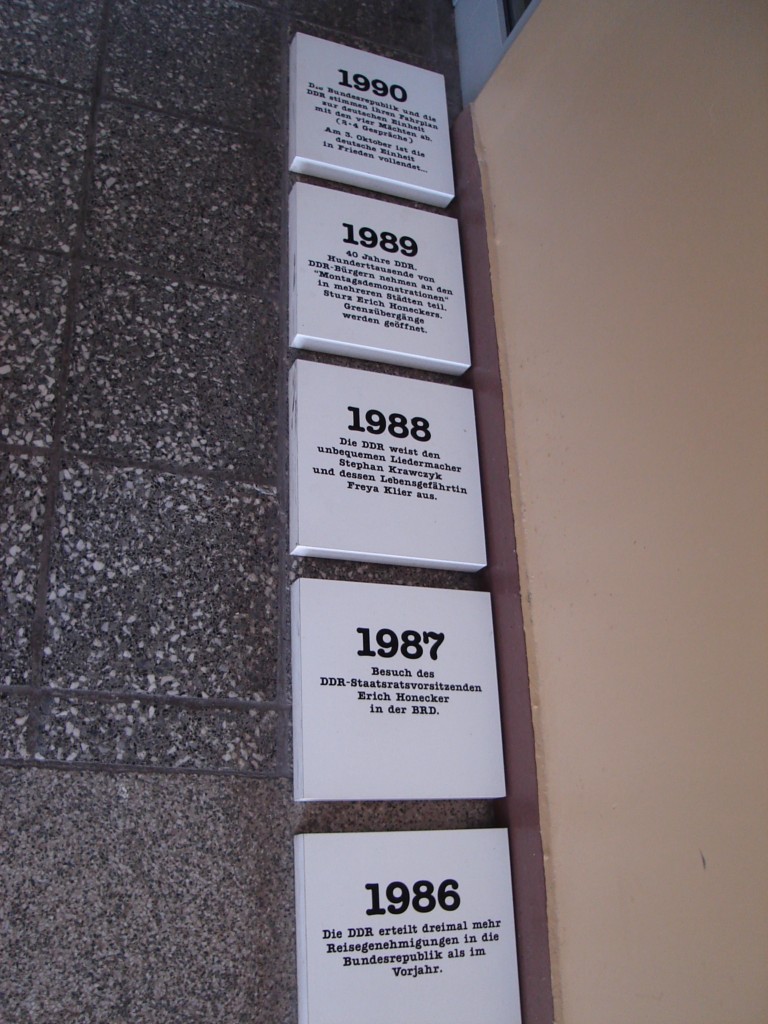 1990
Die Bundesrepublik und die
DDR stimmen ihren Fahrplan
zur deutschen Einheit
mit den vier Mächten ab.
(2+4 Gespräche)
Am 3. Oktober ist die
deutsche Einheit
in Frieden vollendet...
1989
40 Jahre DDR.
Hunderttausende von
DDR-Bürgern nehmen an den
"Montagsdemonstrationen"
in mehreren Städten teil.
Sturz Erich Honeckers.
Grenzübergänge
werden geöffnet.
1988
Die DDR weist den
unbequemen Liedermacher
Stephan Krawczyk
und dessen Lebensgefährtin
Freya Klier aus.
1987
Besuch des
DDR-Staatsratsvorsitzenden
Erich Honecker
in der BRD.
1986
Die DDR erteilt dreimal mehr
Reisegenehmigungen in die
Bundesrepublik als im
Vorjahr.